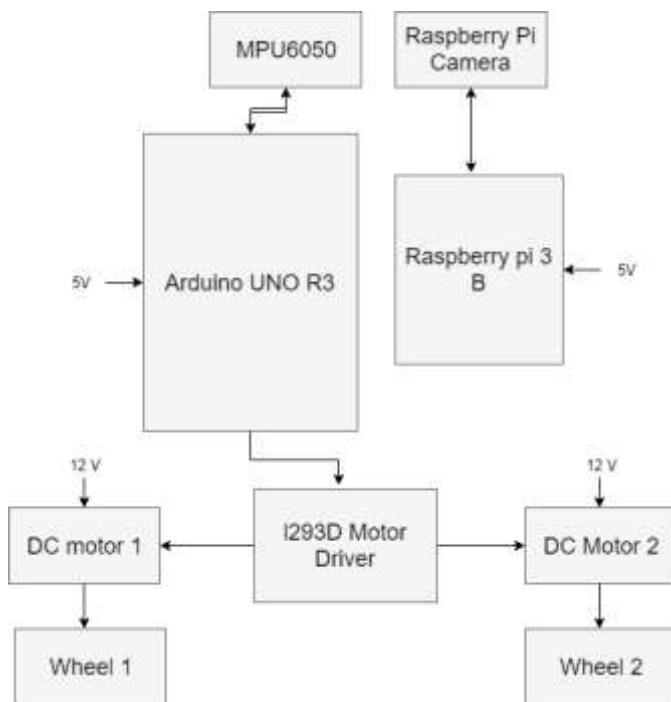 MPU6050
Raspberry Pi
Camera
5V
Arduino UNO R3
Raspberry pi 3
B
5V
12 V
12 V
DC motor 1
l293D Motor
Driver
DC Motor 2
Wheel 1
Wheel 2